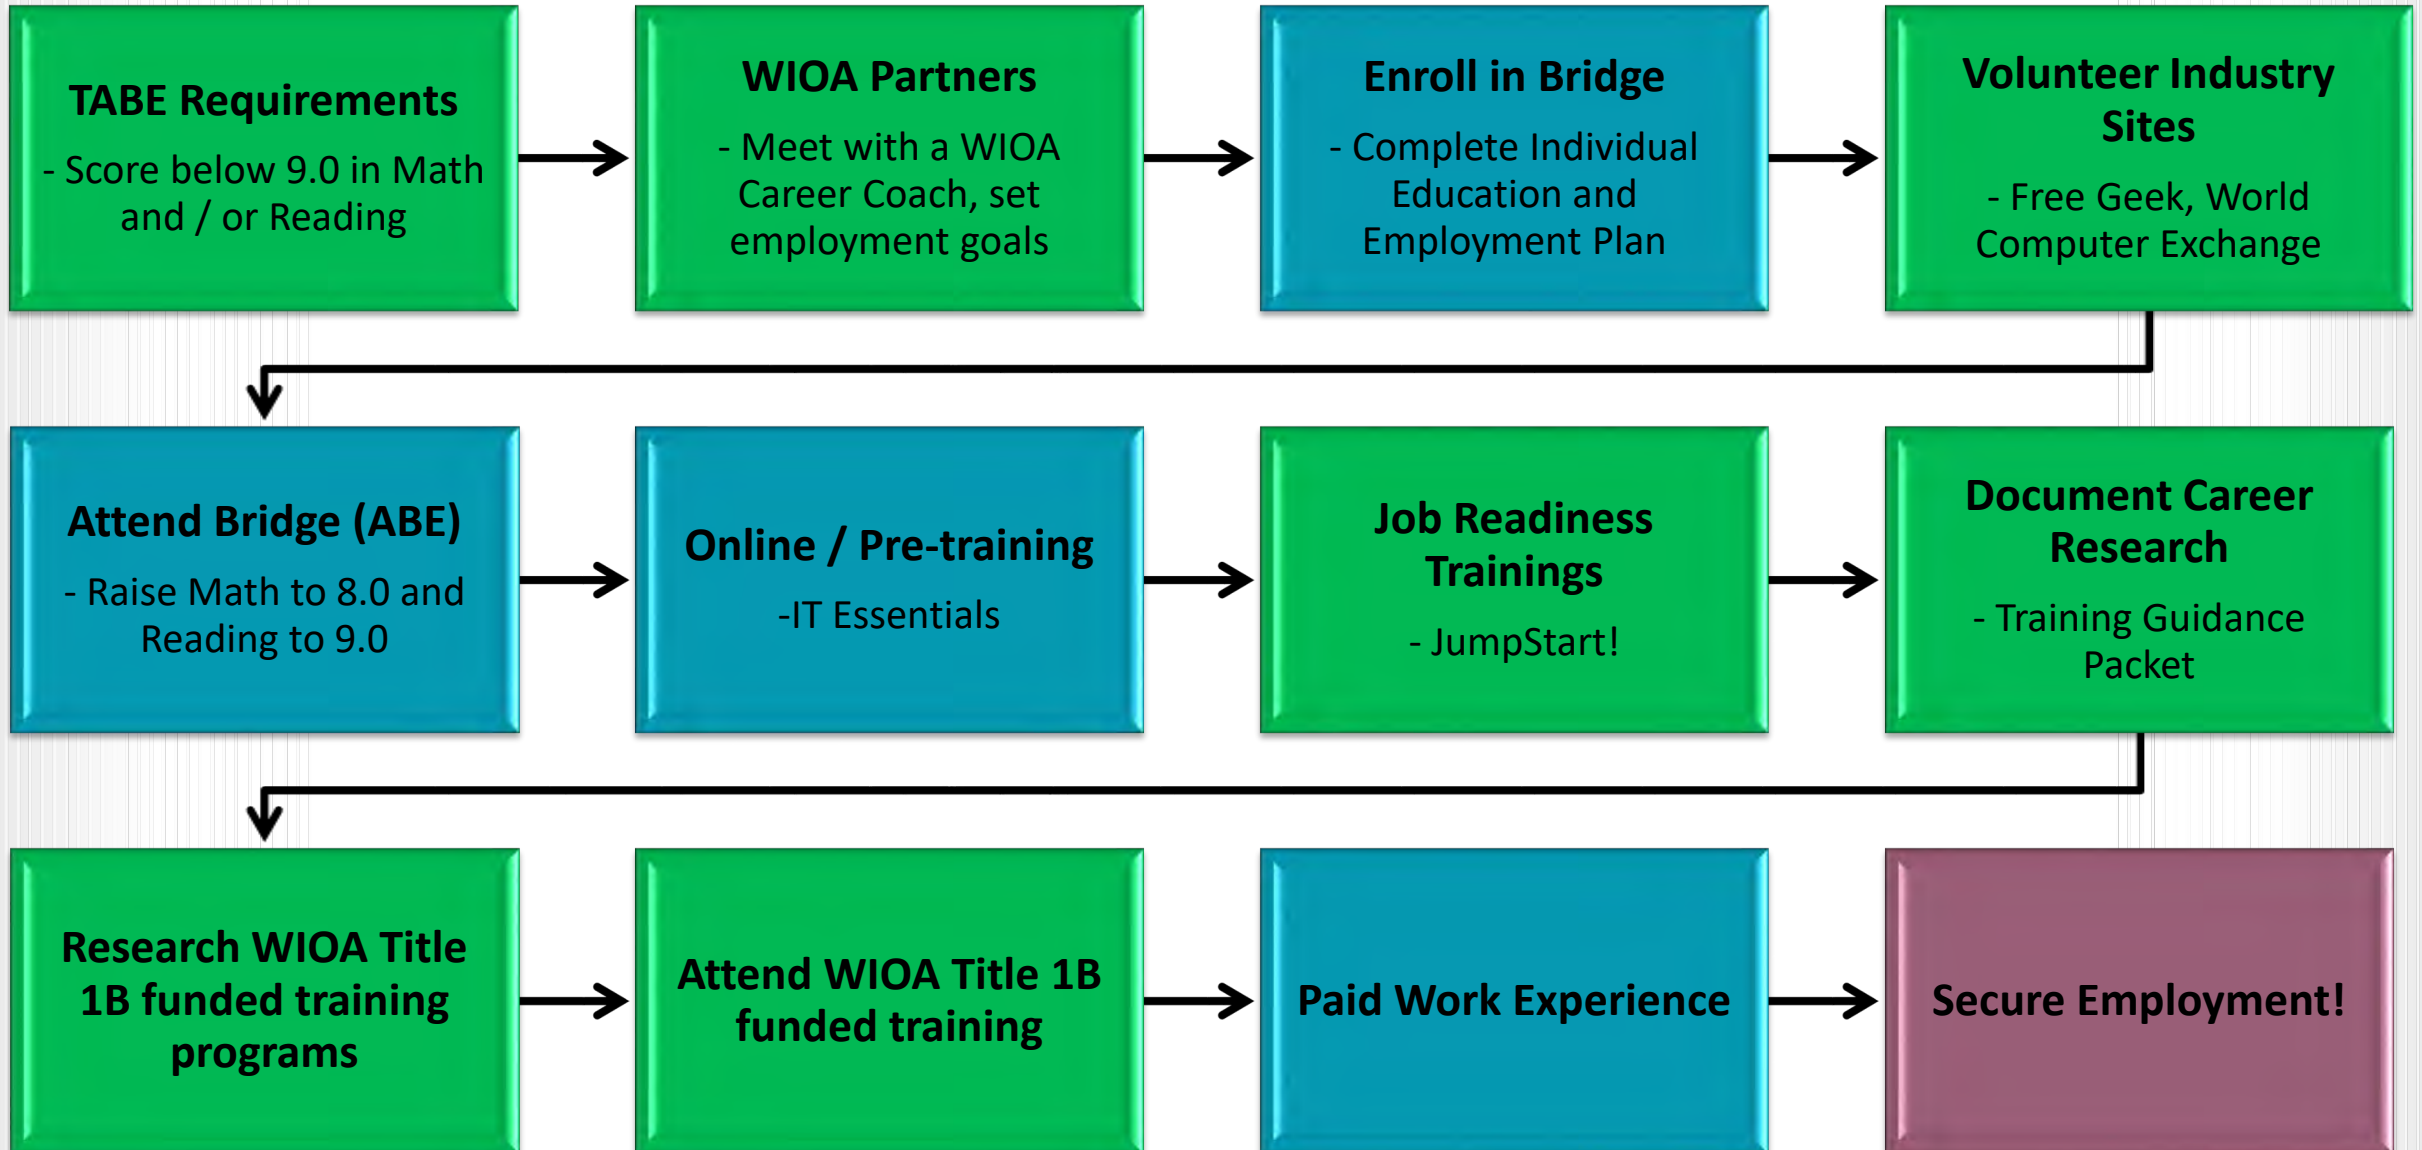 TABE Requirements
- Score below 9.0 in Math
and / or Reading
WIOA Partners
- Meet with a WIOA
Career Coach, set
employment goals
Enroll in Bridge
- Complete Individual
Education and
Employment Plan
Volunteer Industry
Sites
- Free Geek, World
Computer Exchange
Attend Bridge (ABE)
- Raise Math to 8.0 and
Reading to 9.0
Online / Pre-training
-IT Essentials
Job Readiness
Trainings
- JumpStart!
Document Career
Research
- Training Guidance
Packet
Research WIOA Title
1B funded training
programs
Attend WIOA Title 1B
funded training
Paid Work Experience
Secure Employment!